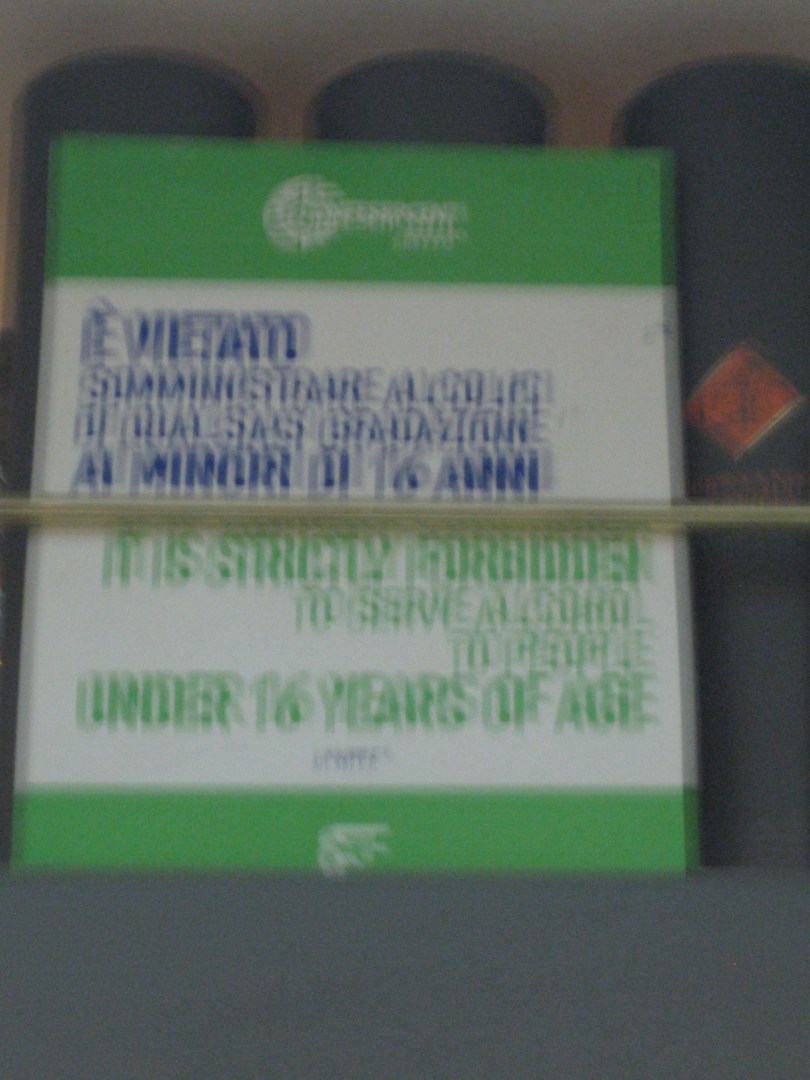 È VIETATO
SOMMINISTRARE ALCOLICI
DI QUALSIASI GRADAZIONE
AI MINORI DI 16 ANNI
IT IS STRICTLY FORBIDDEN
TO SERVE ALCOHOL
TO PEOPLE
UNDER 16 YEARS OF AGE